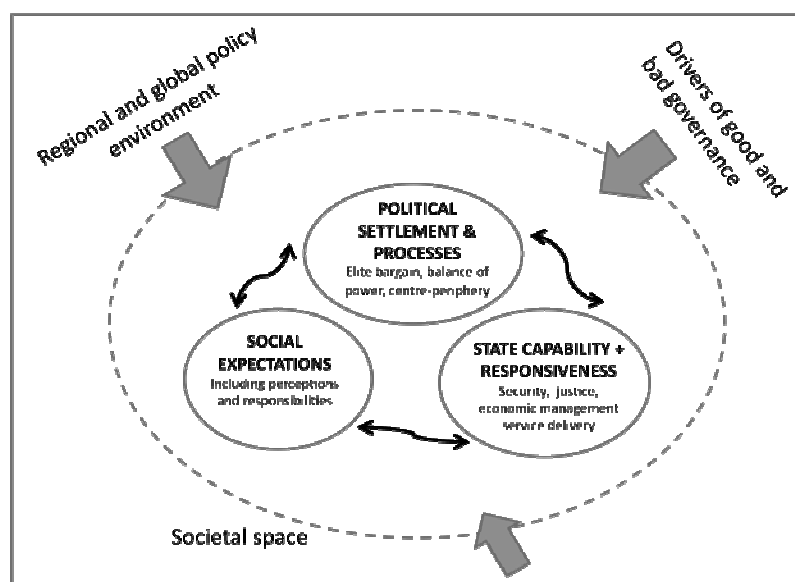 Regional and global policy
environment
Drivers of good and
bad governance
POLITICAL
SETTLEMENT &
PROCESSES
Elite bargain, balance of
power, centre-periphery
SOCIAL
EXPECTATIONS
Including perceptions
and responsibilities
STATE CAPABILITY +
RESPONSIVENESS
Security, justice,
economic management
service delivery
Societal space